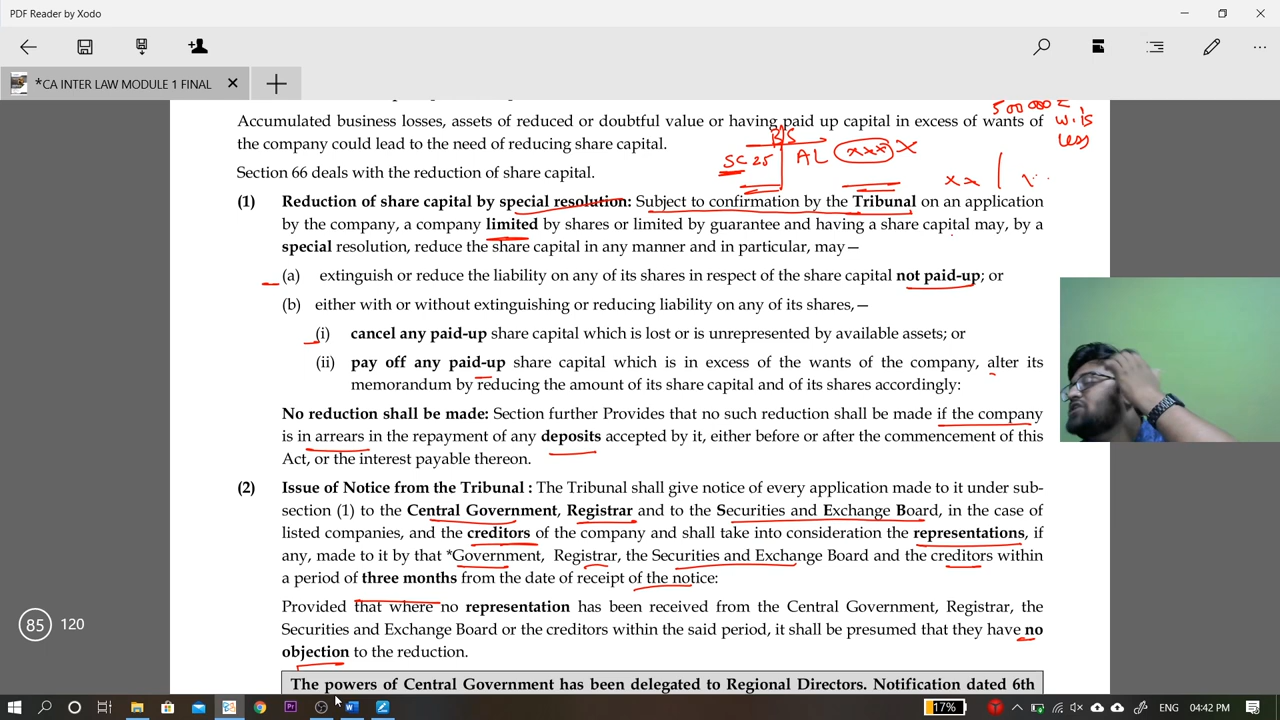 PDF Reader by Xodo
*CA INTER LAW MODULE 1 FINAL
Accumulated business losses, assets of reduced or doubtful value or having paid up capital in excess of wants of
the company could lead to the need of reducing share capital.
Section 66 deals with the reduction of share capital.
(1) Reduction of share capital by special resolution: Subject to confirmation by the Tribunal on an application
by the company, a company limited by shares or limited by guarantee and having a share capital may, by a
special resolution, reduce the share capital in any manner and in particular, may—
(a) extinguish or reduce the liability on any of its shares in respect of the share capital not paid-up; or
(b) either with or without extinguishing or reducing liability on any of its shares,—
(i) cancel any paid-up share capital which is lost or is unrepresented by available assets; or
(ii) pay off any paid-up share capital which is in excess of the wants of the company, alter its
memorandum by reducing the amount of its share capital and of its shares accordingly:
No reduction shall be made: Section further Provides that no such reduction shall be made if the company
is in arrears in the repayment of any deposits accepted by it, either before or after the commencement of this
Act, or the interest payable thereon.
(2) Issue of Notice from the Tribunal : The Tribunal shall give notice of every application made to it under sub-
section (1) to the Central Government, Registrar and to the Securities and Exchange Board, in the case of
listed companies, and the creditors of the company and shall take into consideration the representations, if
any, made to it by that *Government, Registrar, the Securities and Exchange Board and the creditors within
a period of three months from the date of receipt of the notice:
Provided that where no representation has been received from the Central Government, Registrar, the
Securities and Exchange Board or the creditors within the said period, it shall be presumed that they have no
objection to the reduction.
The powers of Central Government has been delegated to Regional Directors. Notification dated 6th
B/S
SC 25 AL xxx X
w. is
less
xx
85 120
17%
ENG 04:42 PM